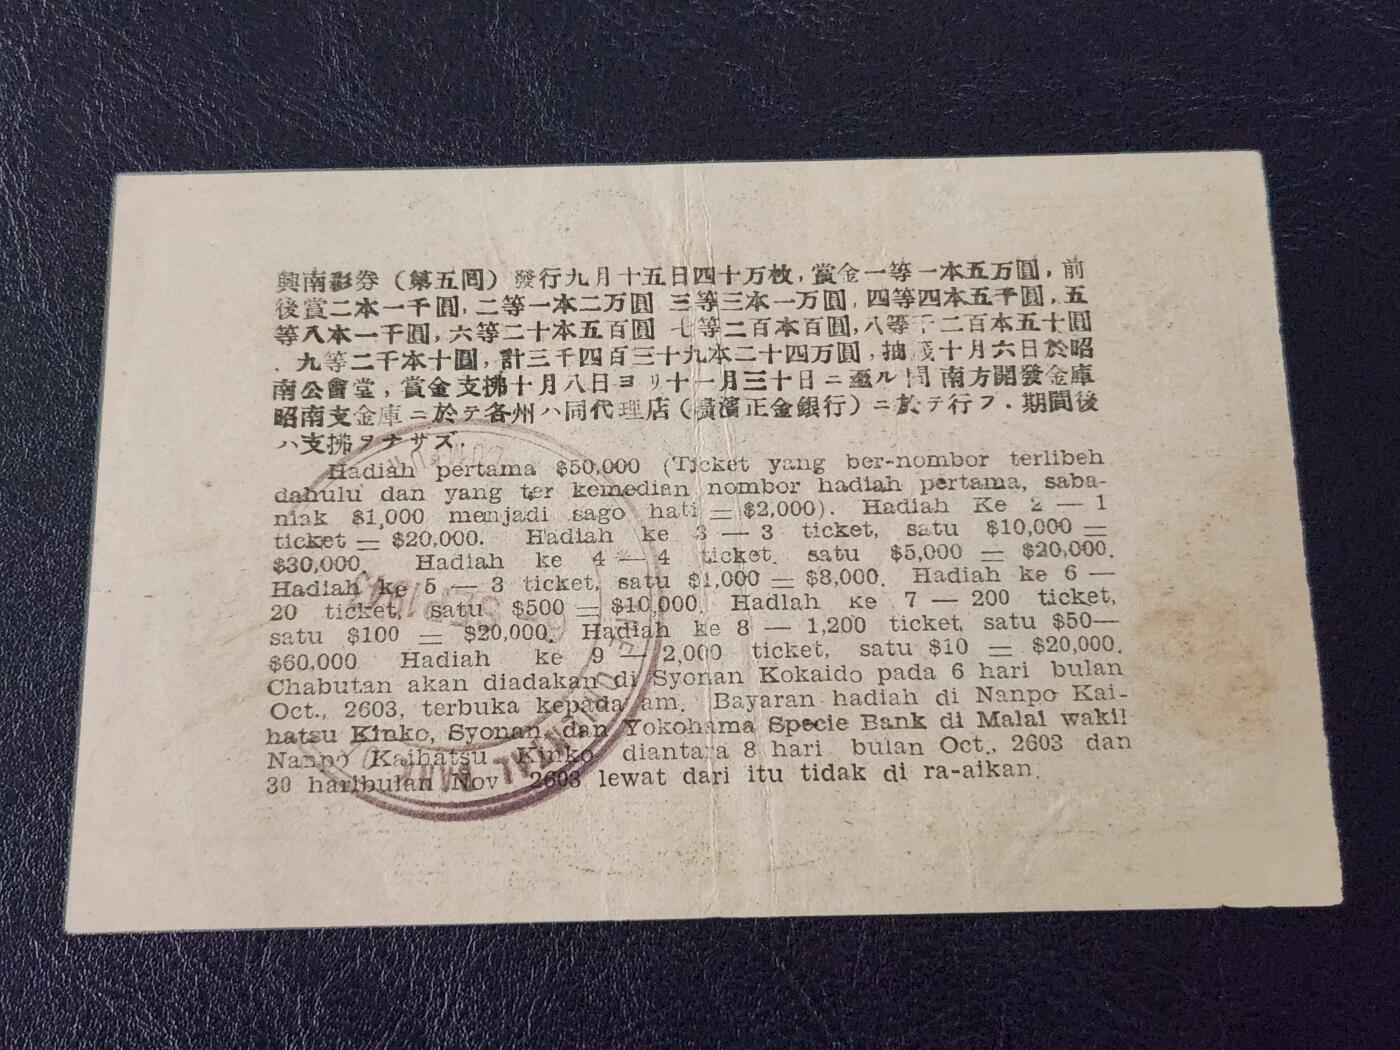 興南彩券（第五囘）發行九月十五日四十万枚，賞金一等一本五万圓，前
後賞二本一千圓，二等一本二万圓 三等三本一万圓，四等四本五千圓，五
等八本一千圓，六等二十本五百圓 七等二百本百圓，八等千二百本五十圓
．九等二千本十圓，計三千四百三十九本二十四万圓，抽籤十月六日於昭
南公會堂，賞金支拂十月八日ヨリ十一月三十日ニ至ル間 南方開發金庫
昭南支金庫ニ於テ各州ハ同代理店（橫濱正金銀行）ニ於テ行フ．期間後
ハ支拂ヲナサズ．
Hadiah pertama $50,000 (Ticket yang ber-nombor terlibeh
dahulu dan yang ter kemedian nombor hadiah pertama, saba-
niak $1,000 menjadi sago hati = $2,000). Hadiah Ke 2 — 1
ticket = $20,000. Hadiah ke 3 — 3 ticket, satu $10,000 =
$30,000. Hadiah ke 4 — 4 ticket. satu $5,000 = $20,000.
Hadiah ke 5 — 3 ticket, satu $1,000 = $8,000. Hadiah ke 6 —
20 ticket, satu $500 = $10,000. Hadlah Ke 7 — 200 ticket,
satu $100 = $20,000. Hadiah ke 8 — 1,200 ticket, satu $50—
$60,000 Hadiah ke 9 — 2,000 ticket, satu $10 = $20,000.
Chabutan akan diadakan di Syonan Kokaido pada 6 hari bulan
Oct., 2603, terbuka kepada am. Bayaran hadiah di Nanpo Kai-
hatsu Kinko, Syonan, dan Yokohama Specie Bank di Malai wakil
Nanpo Kaihatsu Kinko diantara 8 hari bulan Oct., 2603 dan
30 haribulan Nov 2603 lewat dari itu tidak di ra-aikan.